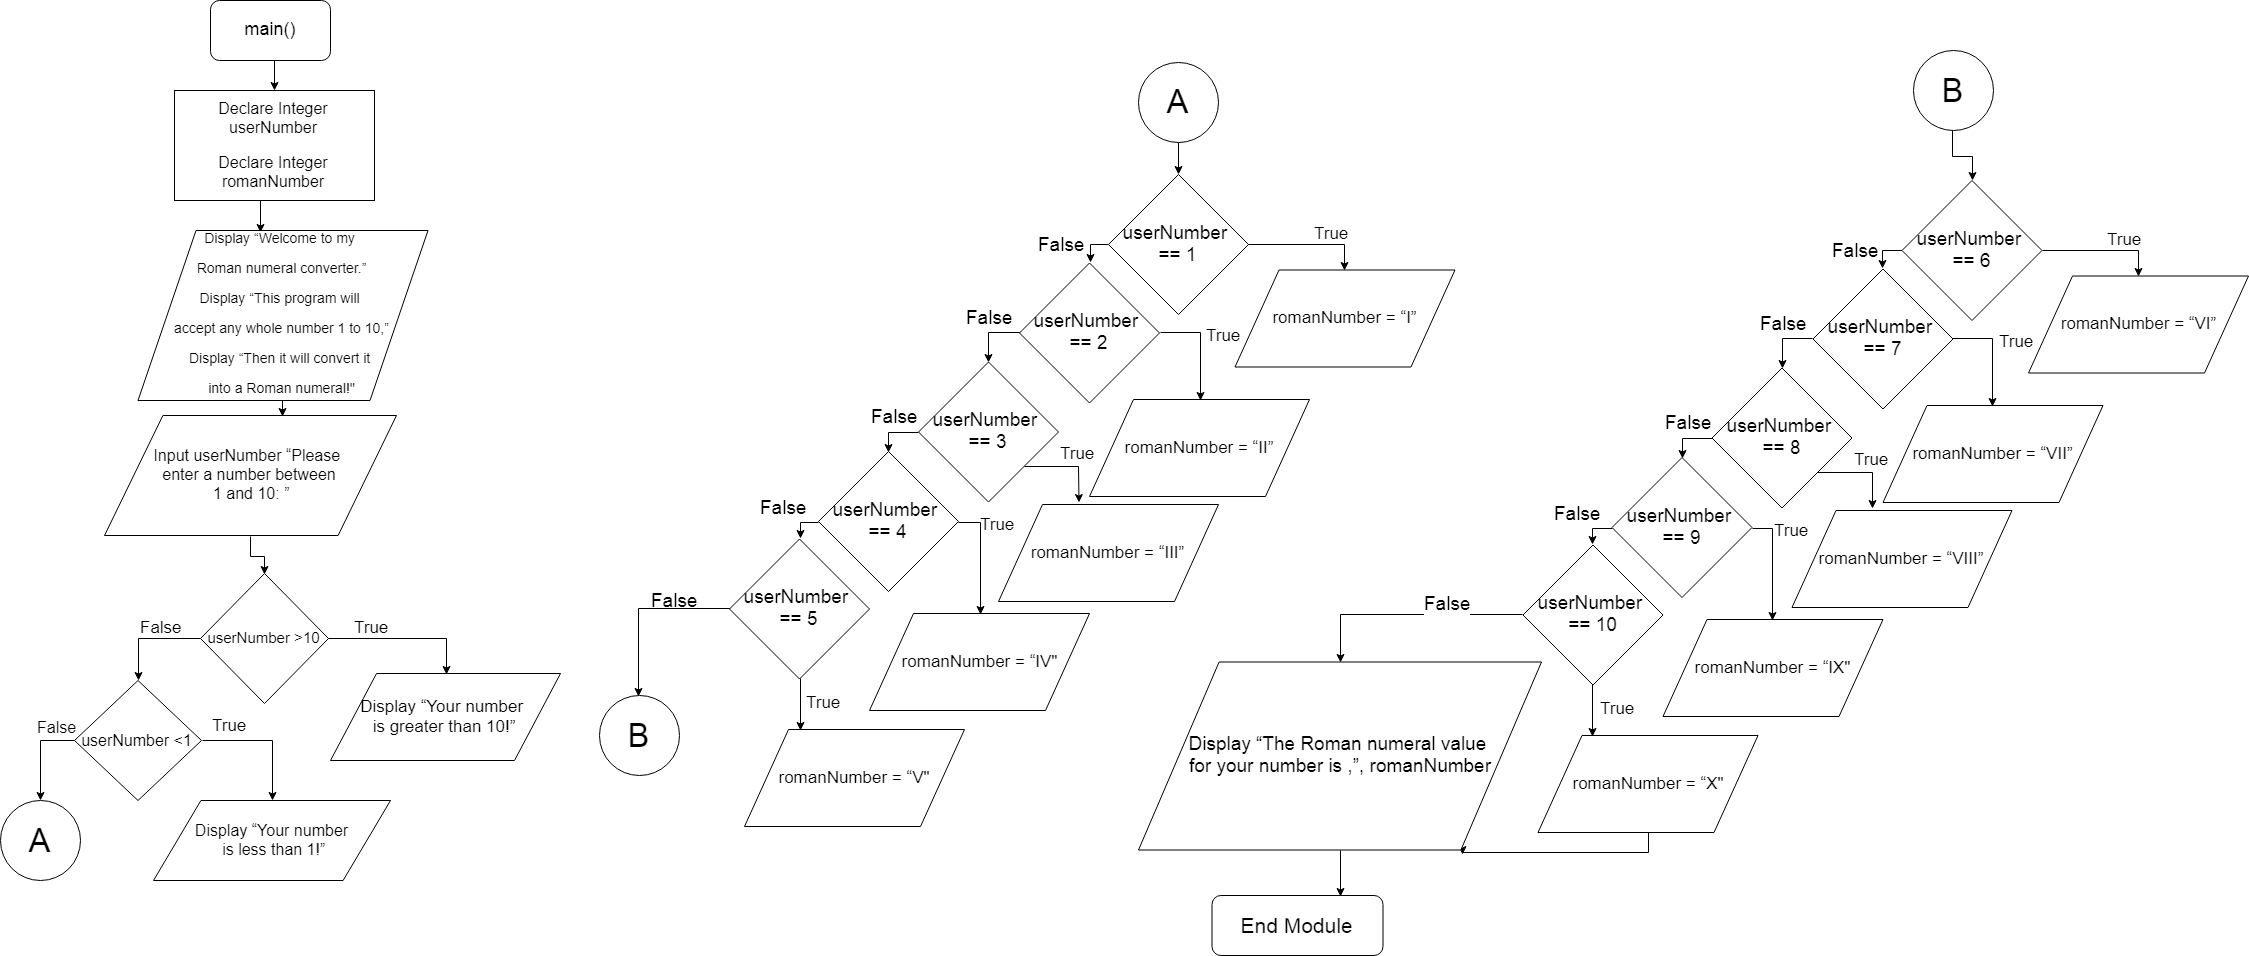 main()
Declare Integer
userNumber
Declare Integer
romanNumber
Display “Welcome to my
Roman numeral converter.”
Display “This program will
accept any whole number 1 to 10,”
Display “Then it will convert it
into a Roman numeral!"
Input userNumber “Please
enter a number between
1 and 10: ”
userNumber >10
False
True
Display “Your number
is greater than 10!”
userNumber <1
False
True
A
Display “Your number
is less than 1!”
A
userNumber
== 1
False
True
romanNumber = “I”
userNumber
== 2
False
True
romanNumber = “II”
userNumber
== 3
False
True
romanNumber = “III”
userNumber
== 4
False
True
romanNumber = “IV"
userNumber
== 5
False
True
B
romanNumber = “V"
B
userNumber
== 6
False
True
romanNumber = “VI”
userNumber
== 7
False
True
romanNumber = “VII”
userNumber
== 8
False
True
romanNumber = “VIII”
userNumber
== 9
False
True
romanNumber = “IX"
userNumber
== 10
False
True
romanNumber = “X"
Display “The Roman numeral value
for your number is ,”, romanNumber
End Module